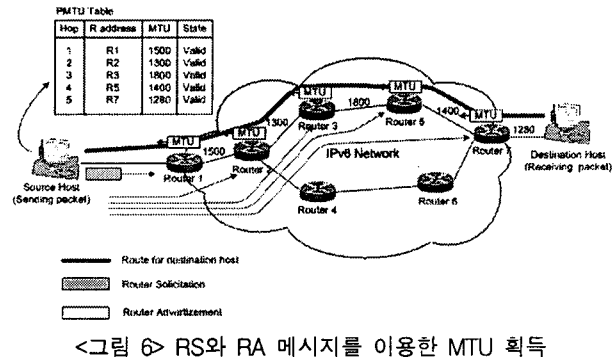 PMTU Table
Hop R address MTU State
1 R1 1500 Valid
2 R2 1300 Valid
3 R3 1800 Valid
4 R5 1400 Valid
5 R7 1280 Valid
MTU
MTU
MTU
MTU
MTU
1500
1300
1800
1400
1280
Router 1
Router
Router 3
Router 5
Router
Router 4
Router 6
IPv6 Network
Source Host
(Sending packet)
Destination Host
(Receiving packet)
Route for destination host
Router Solicitation
Router Advertizement
<그림 6> RS와 RA 메시지를 이용한 MTU 획득